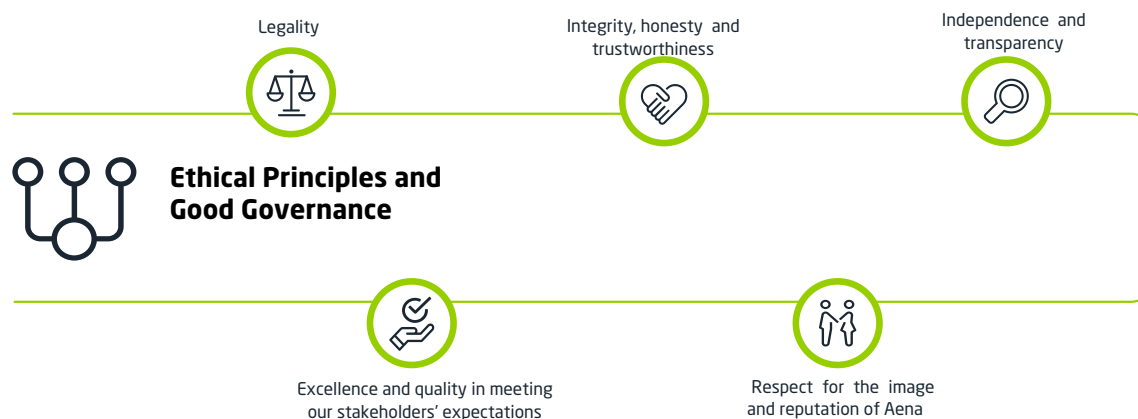 Legality
Integrity, honesty and
trustworthiness
Independence and
transparency
Ethical Principles and
Good Governance
Excellence and quality in meeting
our stakeholders' expectations
Respect for the image
and reputation of Aena